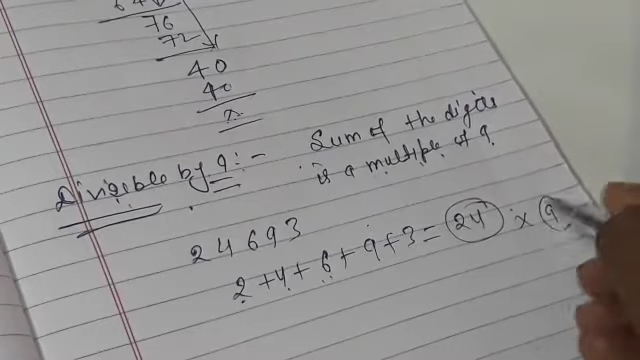 64
76
72
40
40
x
Divisible by 9:- Sum of the digits
is a multiple of 9
24693
2+4+6+9+3= 24 x 9